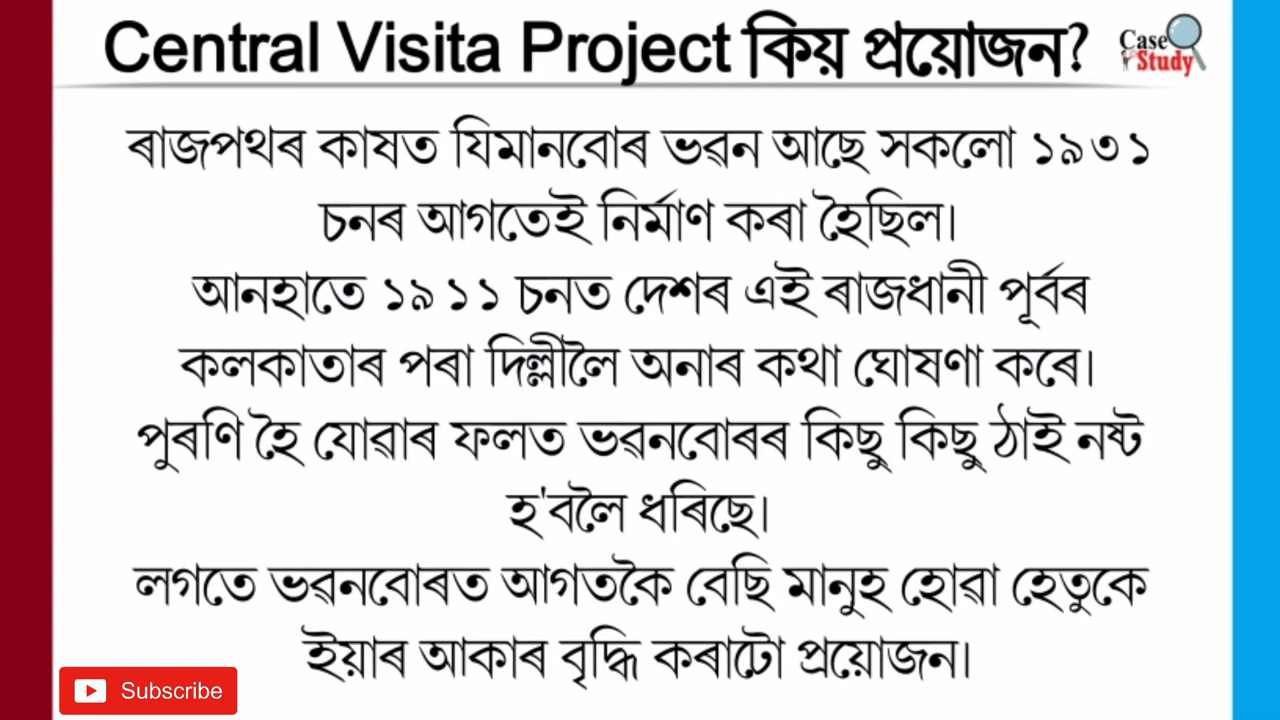 Central Visita Project কিয় প্ৰয়োজন?
Case Study
ৰাজপথৰ কাষত যিমানবোৰ ভৱন আছে সকলো ১৯৩১
চনৰ আগতেই নিৰ্মাণ কৰা হৈছিল।
আনহাতে ১৯১১ চনত দেশৰ এই ৰাজধানী পূৰ্বৰ
কলকাতাৰ পৰা দিল্লীলৈ অনাৰ কথা ঘোষণা কৰে।
পুৰণি হৈ যোৱাৰ ফলত ভৱনবোৰৰ কিছু কিছু ঠাই নষ্ট
হ'বলৈ ধৰিছে।
লগতে ভৱনবোৰত আগতকৈ বেছি মানুহ হোৱা হেতুকে
ইয়াৰ আকাৰ বৃদ্ধি কৰাটো প্ৰয়োজন।
Subscribe